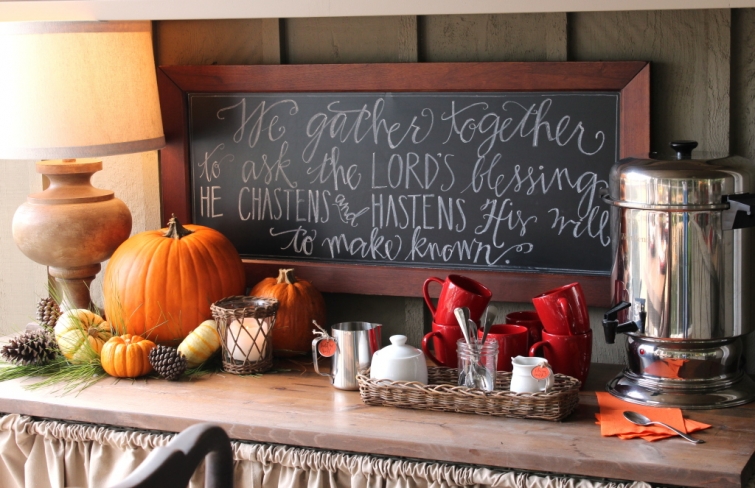 We gather together
to ask the LORD'S blessing
HE CHASTENS and HASTENS His will
to make known.